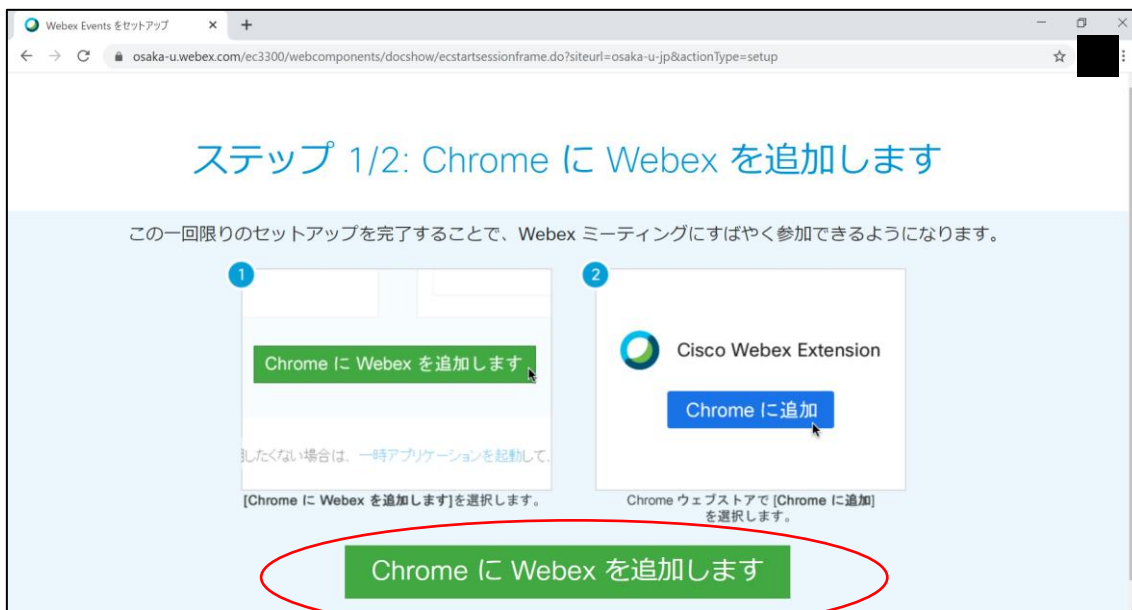 Webex Events をセットアップ
osaka-u.webex.com/ec3300/webcomponents/docshow/ecstartsessionframe.do?siteurl=osaka-u-jp&actionType=setup
ステップ 1/2: Chrome に Webex を追加します
この一回限りのセットアップを完了することで、Webex ミーティングにすばやく参加できるようになります。
1
Chrome に Webex を追加します
したくない場合は、一時アプリケーションを起動して、
[Chrome に Webex を追加します]を選択します。
2
Cisco Webex Extension
Chrome に追加
Chrome ウェブストアで [Chrome に追加]
を選択します。
Chrome に Webex を追加します